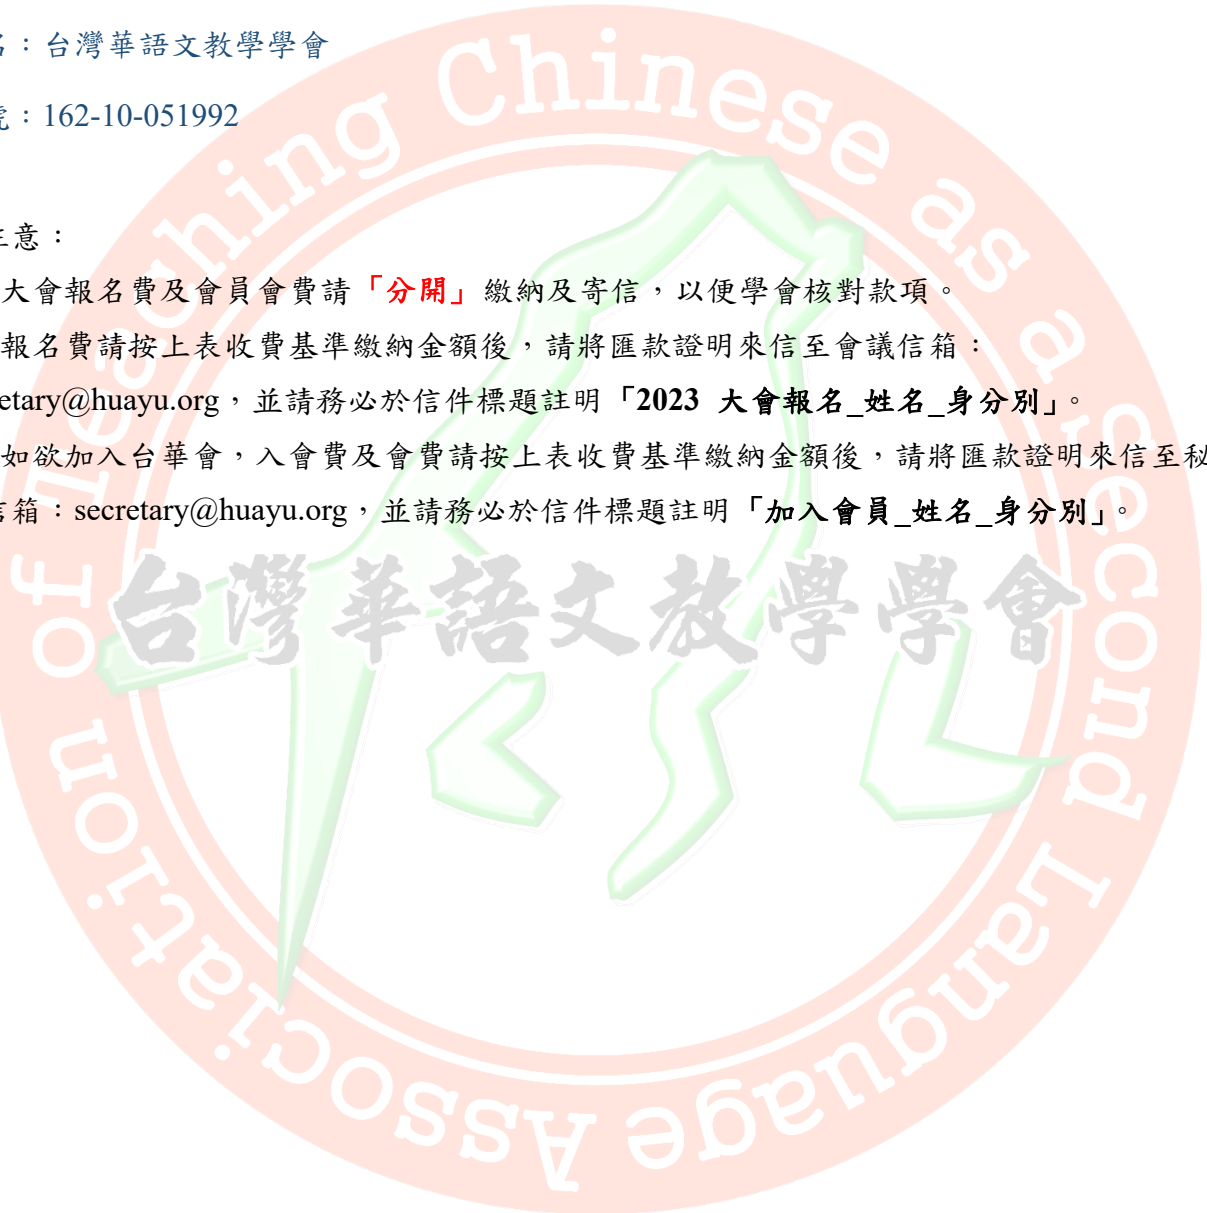 名：台灣華語文教學學會
號：162-10-051992
注意：
大會報名費及會員會費請「分開」繳納及寄信，以便學會核對款項。
報名費請按上表收費基準繳納金額後，請將匯款證明來信至會議信箱：
etary@huayu.org，並請務必於信件標題註明「2023 大會報名_姓名_身分別」。
如欲加入台華會，入會費及會費請按上表收費基準繳納金額後，請將匯款證明來信至秘
信箱：secretary@huayu.org，並請務必於信件標題註明「加入會員_姓名_身分別」。
台灣華語文教學學會
Association of Teaching Chinese as a Second Language